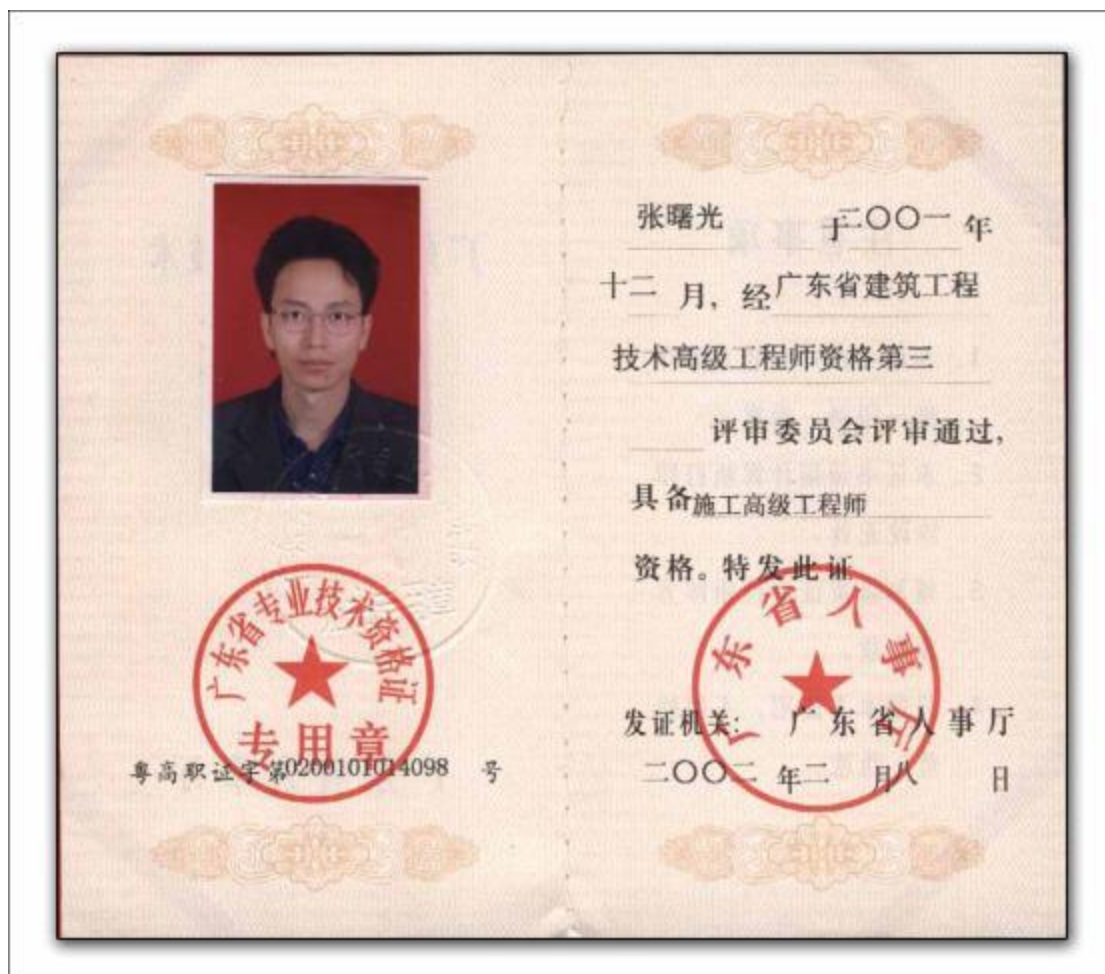 广东省专业技术资格证
专用章
粤高职证字第0200101014098 号
张曙光 于二〇〇一 年
十二 月，经广东省建筑工程
技术高级工程师资格第三
评审委员会评审通过，
具备施工高级工程师
资格。特发此证
广东省人事厅
发证机关： 广东省人事厅
二〇〇二 年二 月八 日